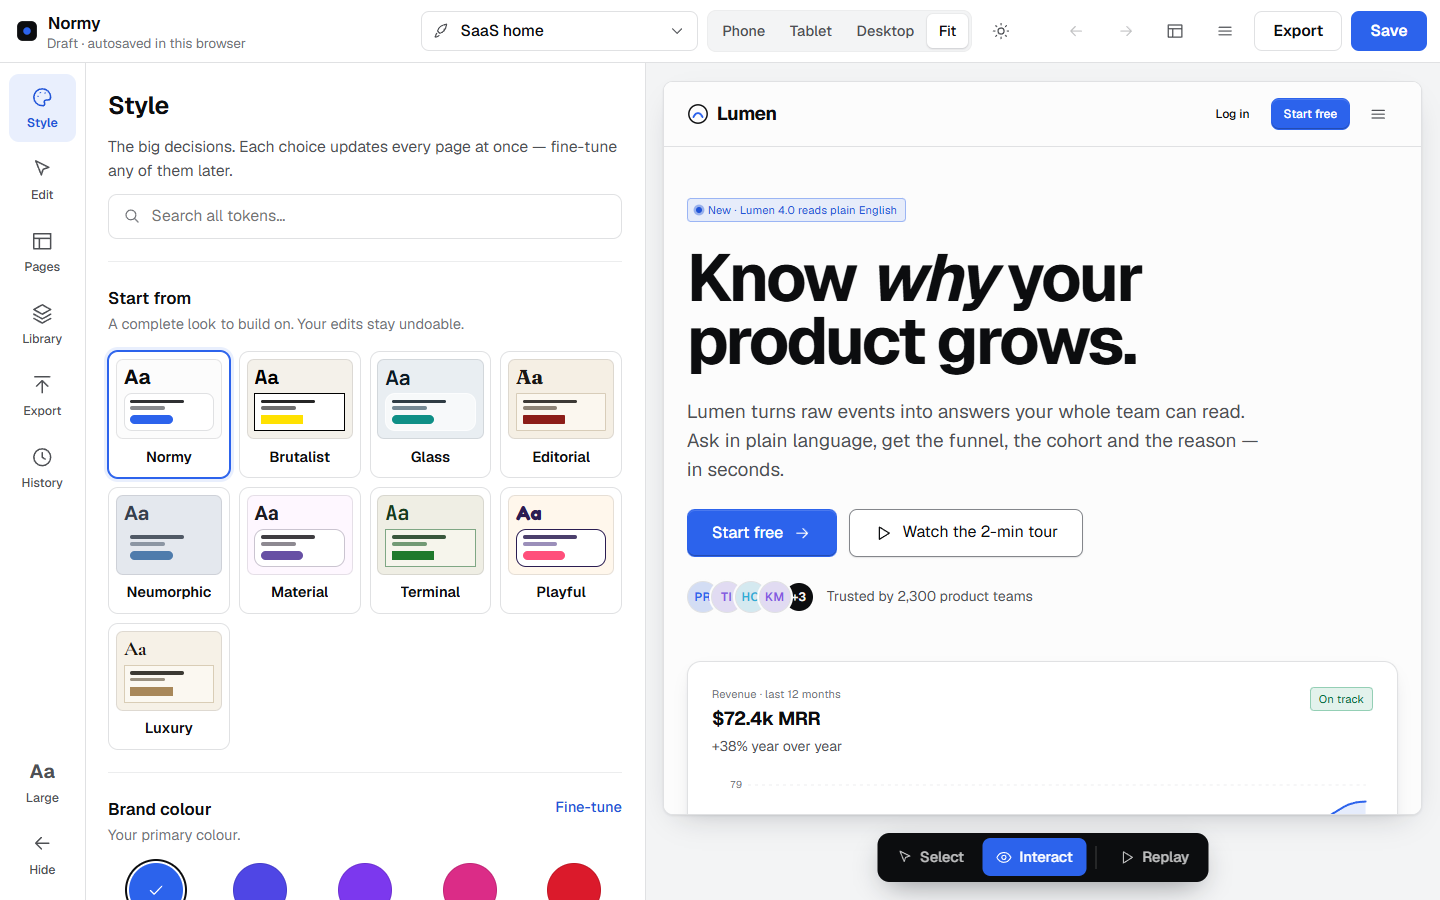 Normy
Draft · autosaved in this browser
SaaS home
Phone
Tablet
Desktop
Fit
Export
Save
Style
Edit
Pages
Library
Export
History
Aa
Large
Hide
Style
The big decisions. Each choice updates every page at once — fine-tune
any of them later.
Search all tokens...
Start from
A complete look to build on. Your edits stay undoable.
Aa
Normy
Aa
Brutalist
Aa
Glass
Aa
Editorial
Aa
Neumorphic
Aa
Material
Aa
Terminal
Aa
Playful
Aa
Luxury
Brand colour
Fine-tune
Your primary colour.
Lumen
Log in
Start free
New · Lumen 4.0 reads plain English
Know why your
product grows.
Lumen turns raw events into answers your whole team can read.
Ask in plain language, get the funnel, the cohort and the reason —
in seconds.
Start free
Watch the 2-min tour
PR
TI
HC
KM
+3
Trusted by 2,300 product teams
Revenue · last 12 months
$72.4k MRR
+38% year over year
On track
79
Select
Interact
Replay